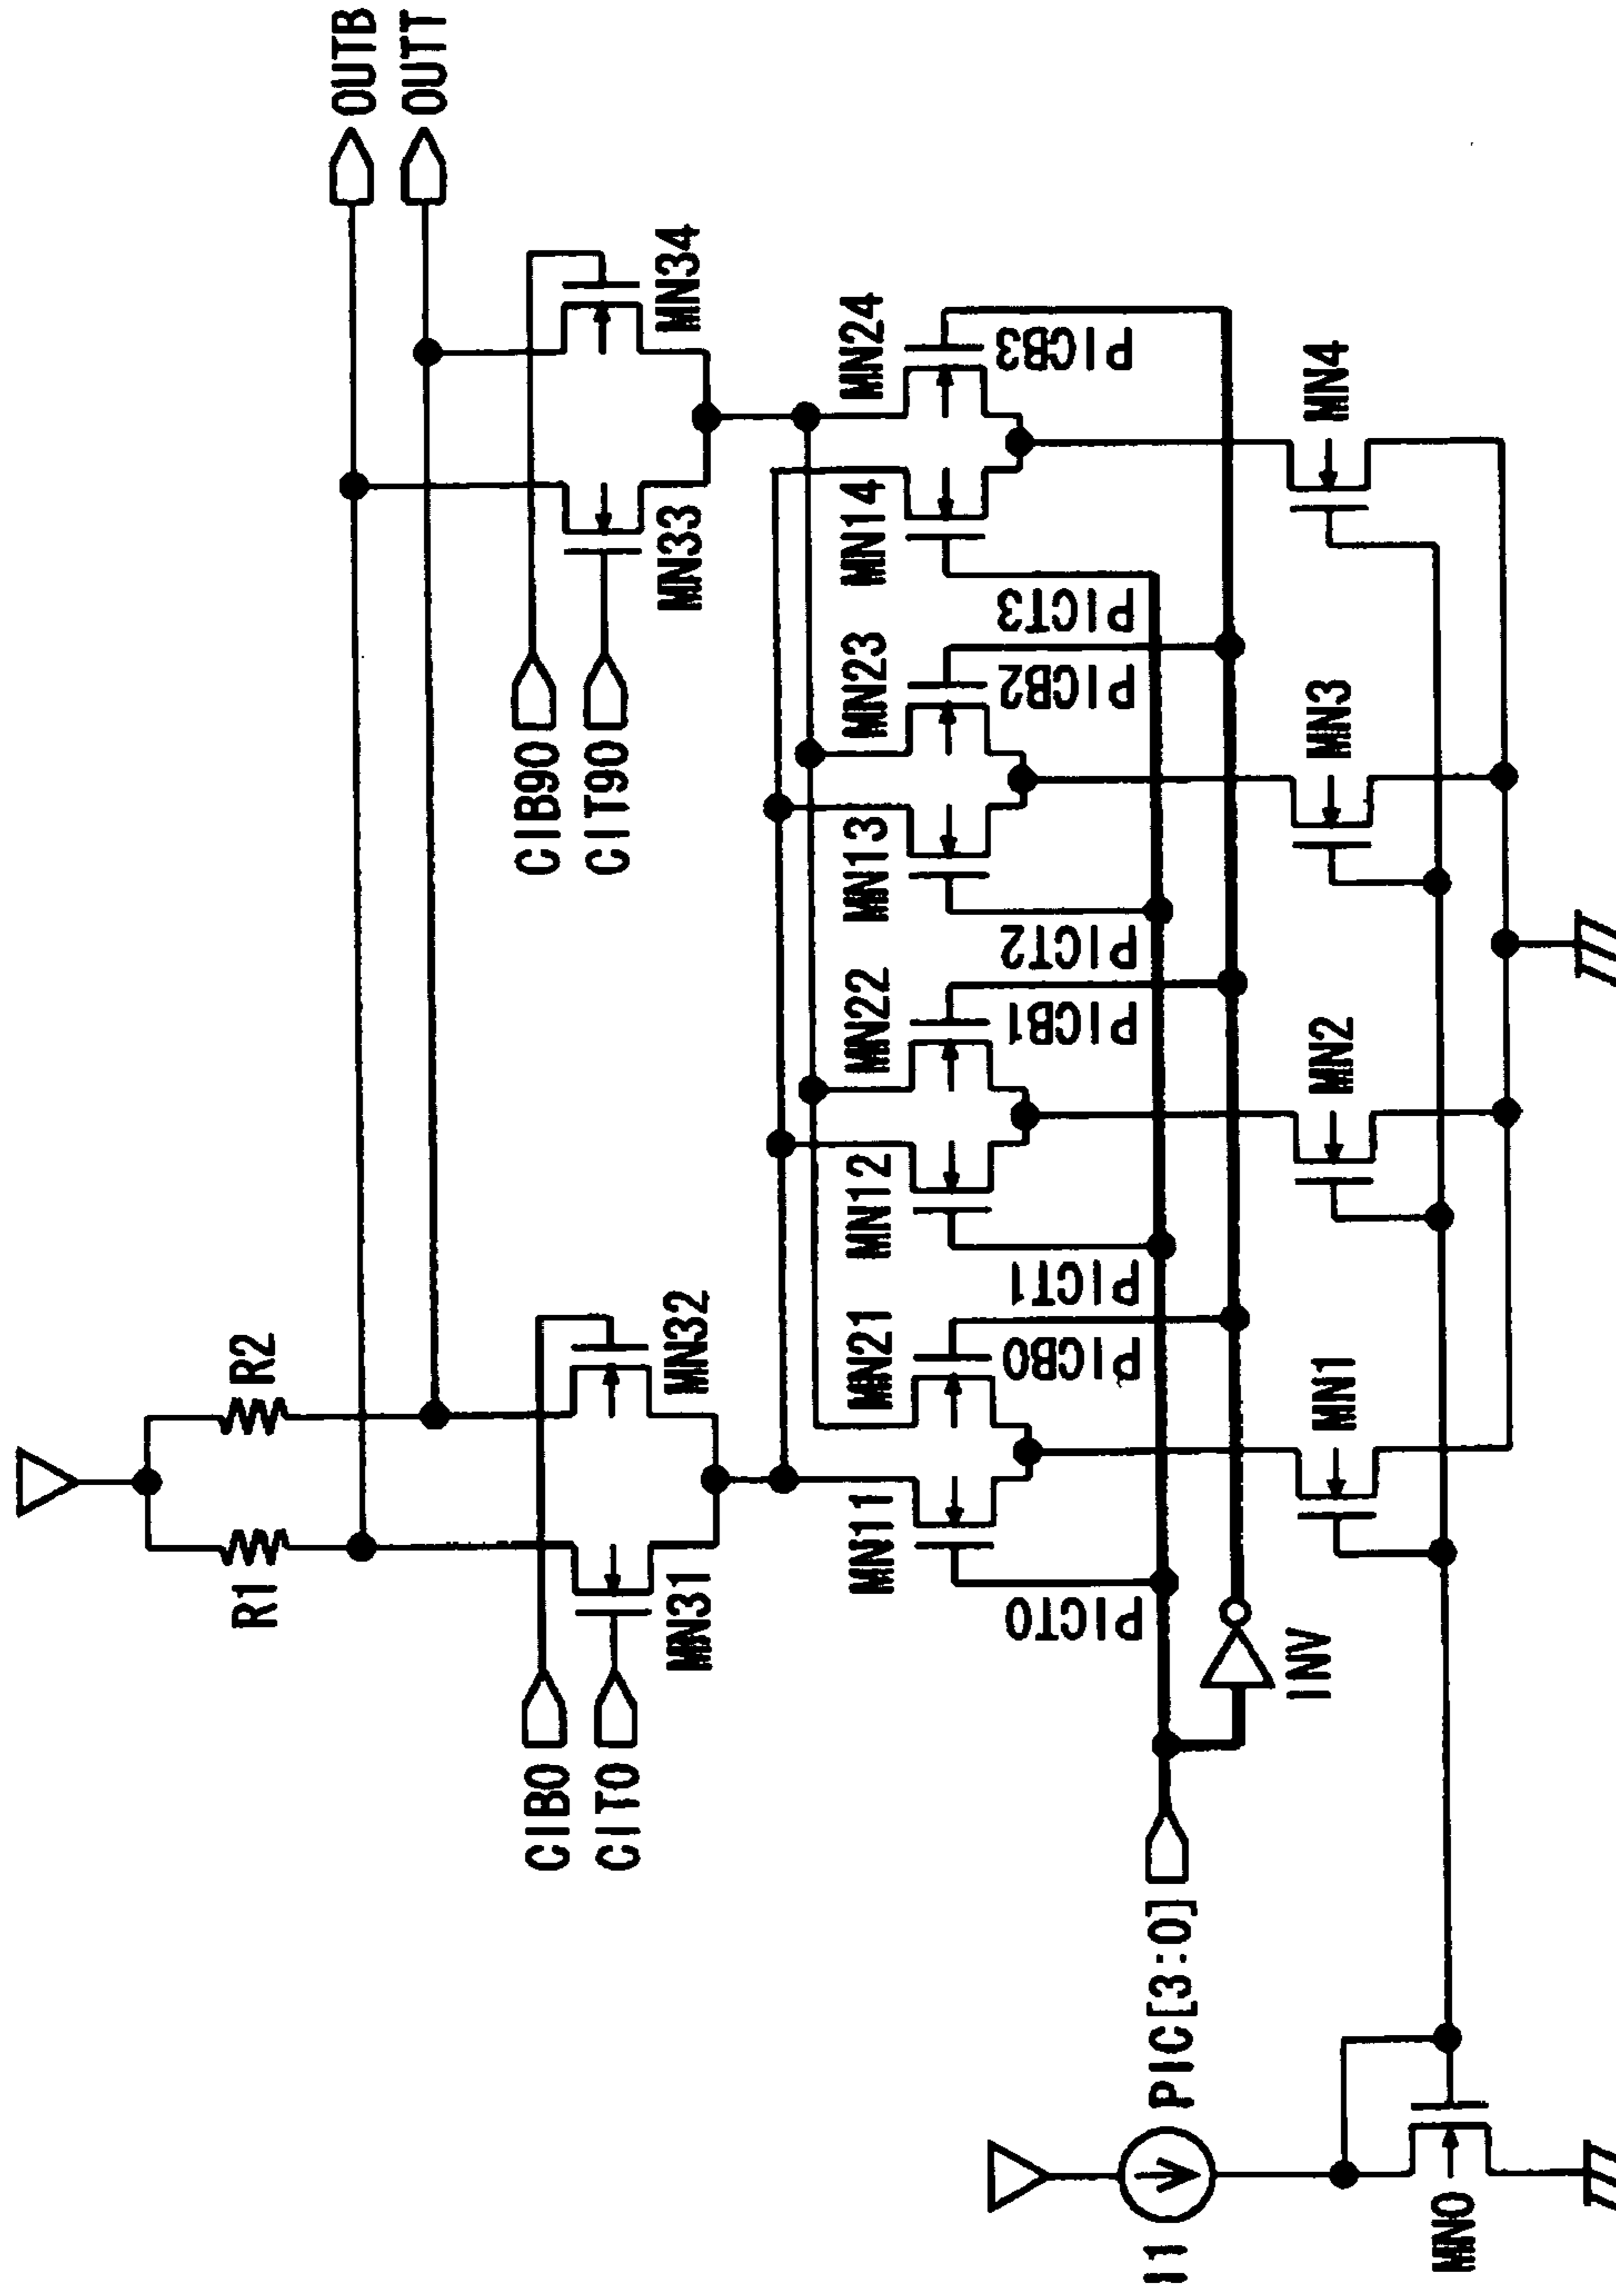 R1
R2
OUTB
OUTT
CIB0
CIT0
MN31
MN32
CIB90
CIT90
MN33
MN34
MN11
MN21
MN12
MN22
MN13
MN23
MN14
MN24
PICT0
PICB0
PICT1
PICB1
PICT2
PICB2
PICT3
PICB3
PIC[3:0]
INV
I1
MN0
MN1
MN2
MN3
MN4